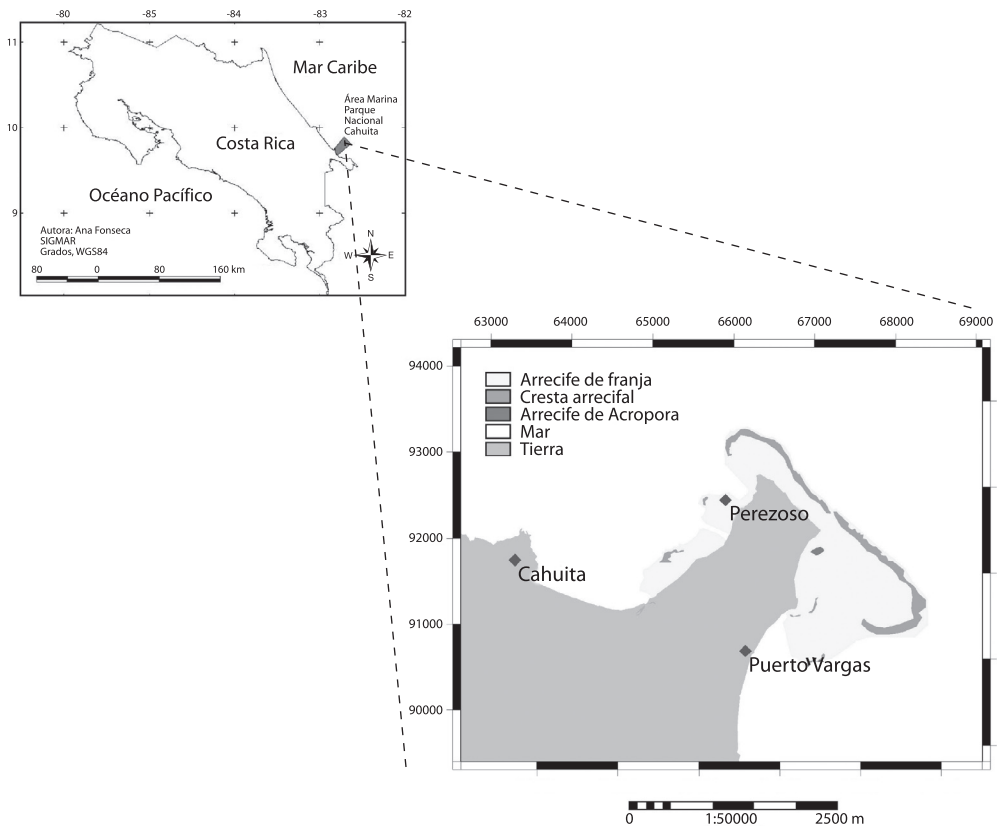 -80 -85 -84 -83 -82
11
Mar Caribe
Área Marina
Parque
Nacional
Cahuita
10
Costa Rica
Océano Pacífico
9
Autora: Ana Fonseca
SIGMAR
Grados, WGS84
N
W E
S
80 0 80 160 km
63000 64000 65000 66000 67000 68000 69000
94000
Arrecife de franja
Cresta arrecifal
Arrecife de Acropora
Mar
Tierra
93000
Perezoso
92000
Cahuita
91000
Puerto Vargas
90000
0 1:50000 2500 m